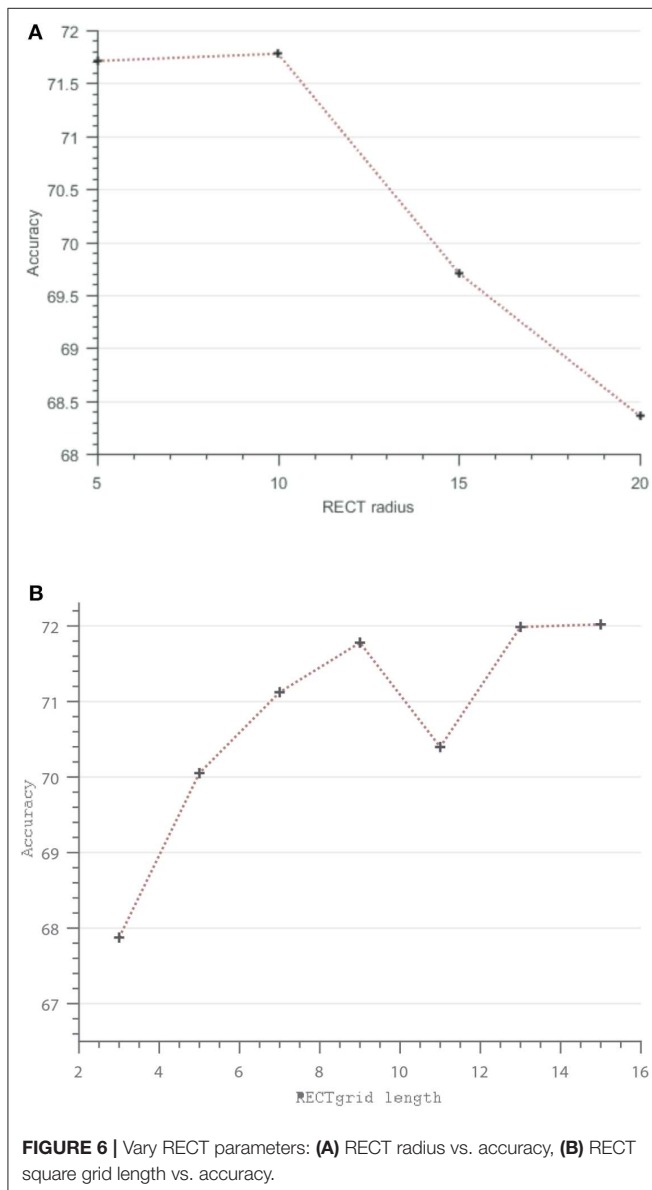 A
72
71.5
71
70.5
70
69.5
69
68.5
68
Accuracy
5 10 15 20
RECT radius
B
72
71
70
69
68
67
Accuracy
2 4 6 8 10 12 14 16
RECTgrid length
FIGURE 6 | Vary RECT parameters: (A) RECT radius vs. accuracy, (B) RECT
square grid length vs. accuracy.